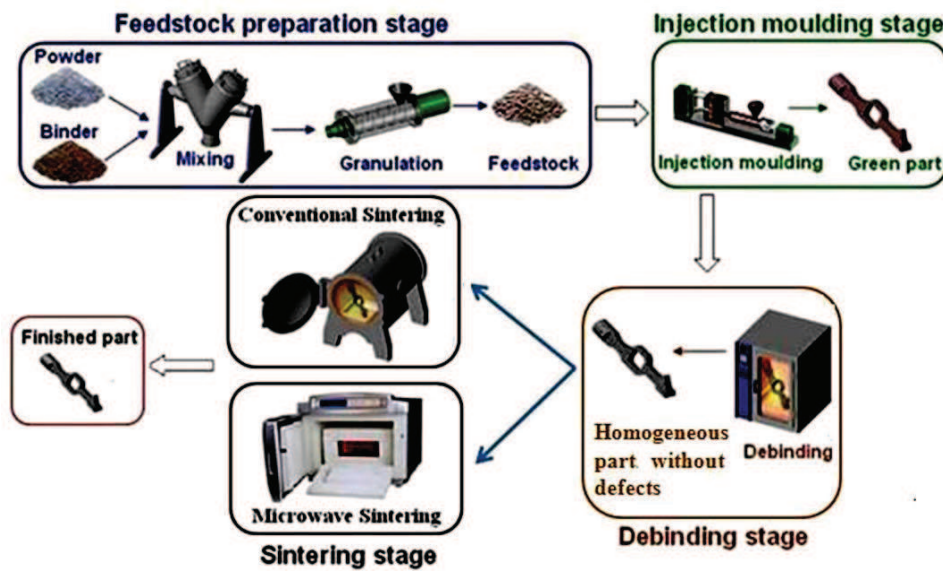 Feedstock preparation stage
Powder
Binder
Mixing
Granulation
Feedstock
Injection moulding stage
Injection moulding
Green part
Conventional Sintering
Finished part
Microwave Sintering
Sintering stage
Homogeneous
part without
defects
Debinding
Debinding stage